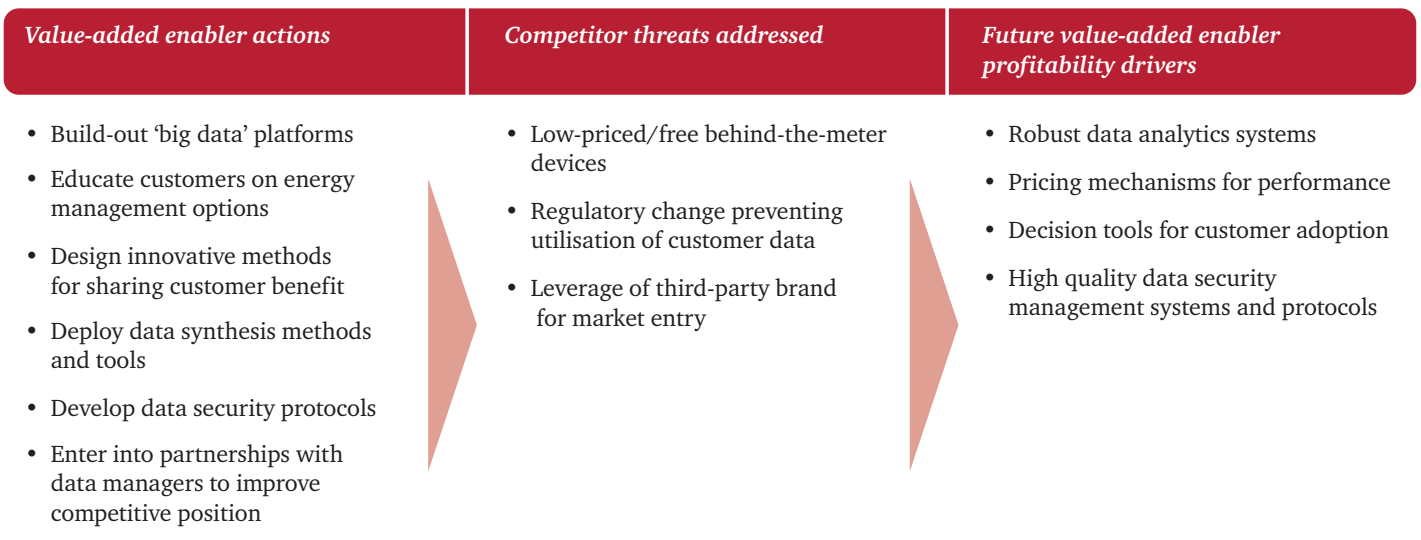 Value-added enabler actions
• Build-out ‘big data’ platforms
• Educate customers on energy
management options
• Design innovative methods
for sharing customer benefit
• Deploy data synthesis methods
and tools
• Develop data security protocols
• Enter into partnerships with
data managers to improve
competitive position
Competitor threats addressed
• Low-priced/free behind-the-meter
devices
• Regulatory change preventing
utilisation of customer data
• Leverage of third-party brand
for market entry
Future value-added enabler
profitability drivers
• Robust data analytics systems
• Pricing mechanisms for performance
• Decision tools for customer adoption
• High quality data security
management systems and protocols